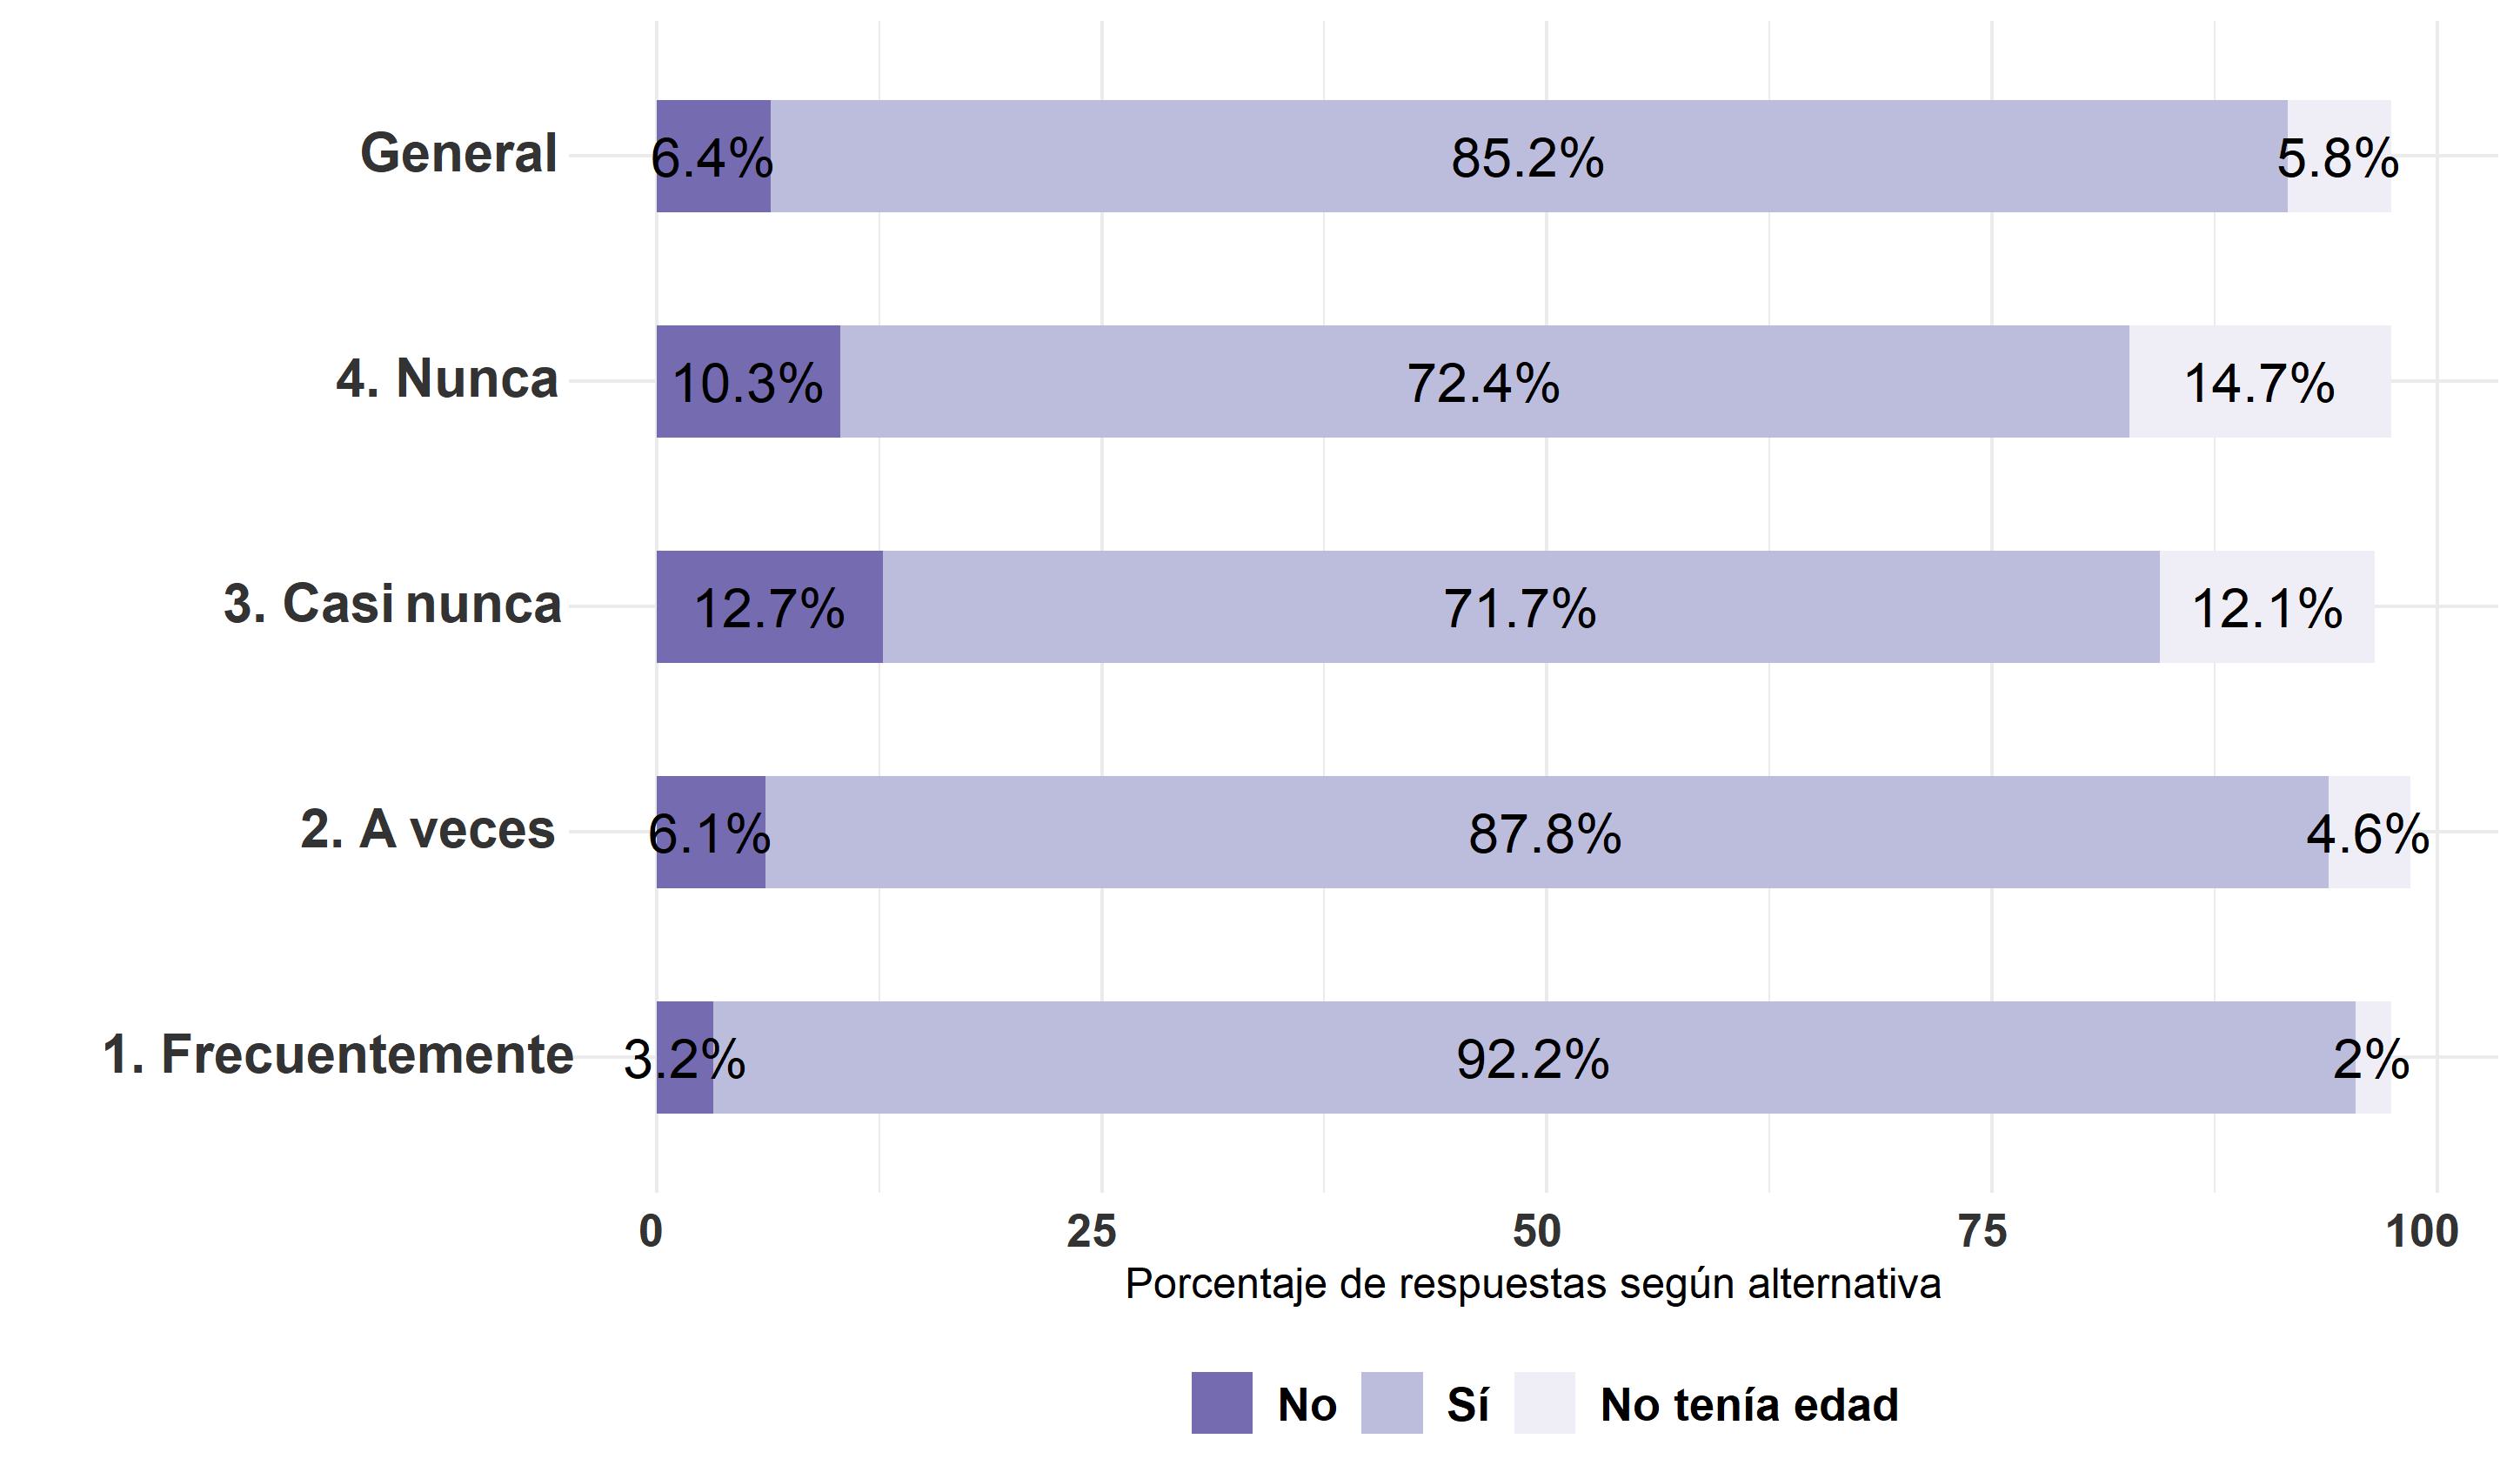 General 6.4% 85.2% 5.8%
4. Nunca 10.3% 72.4% 14.7%
3. Casi nunca 12.7% 71.7% 12.1%
2. A veces 6.1% 87.8% 4.6%
1. Frecuentemente 3.2% 92.2% 2%
0 25 50 75 100
Porcentaje de respuestas según alternativa
No Sí No tenía edad